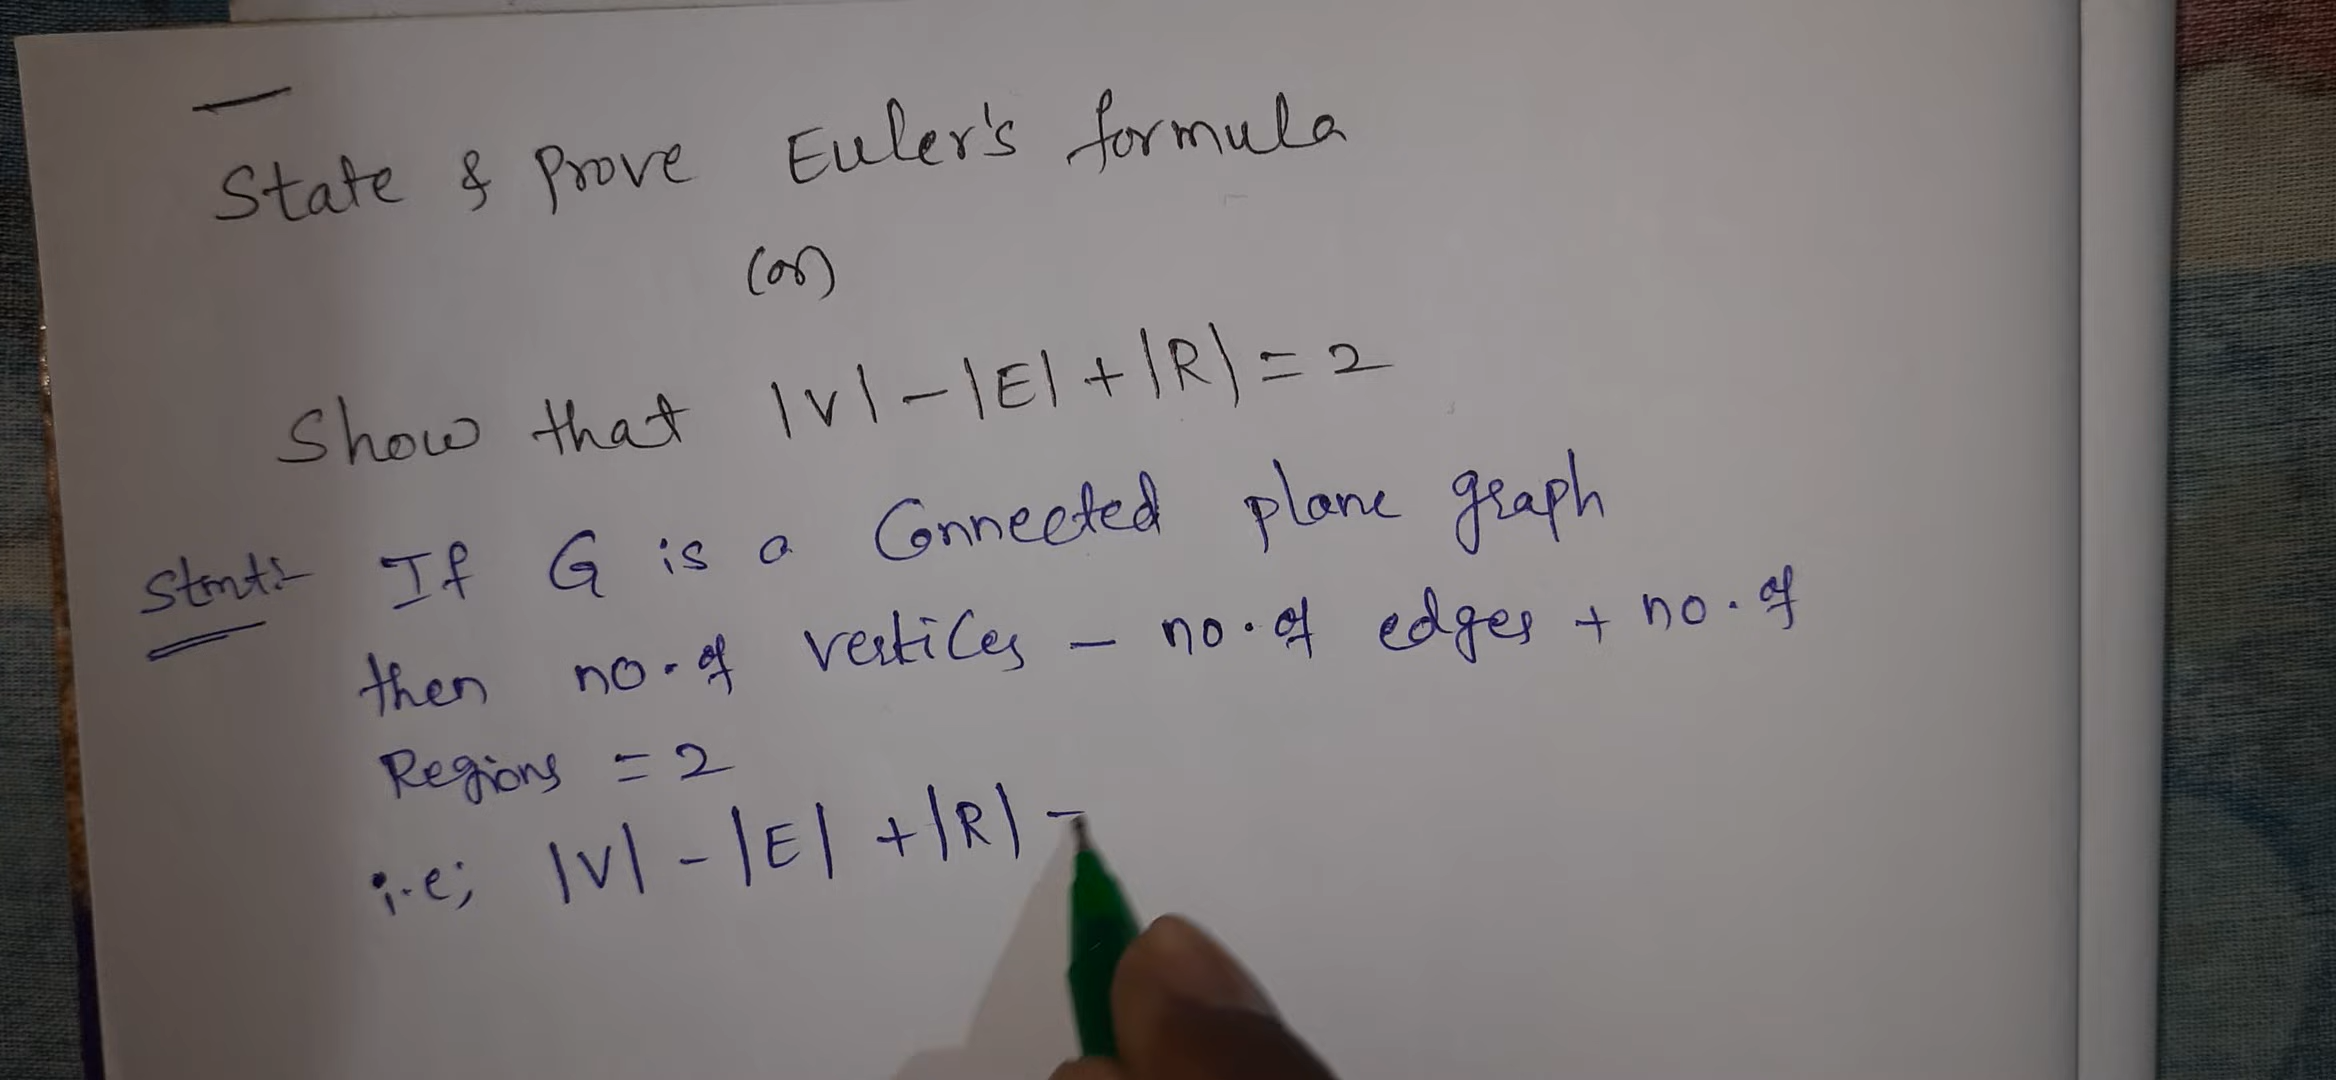 State & Prove Euler's formula
(or)
Show that |V| - |E| + |R| = 2
Stmt:- If G is a Connected plane graph
then no. of vertices - no. of edges + no. of
Regions = 2
i.e; |V| - |E| + |R| =